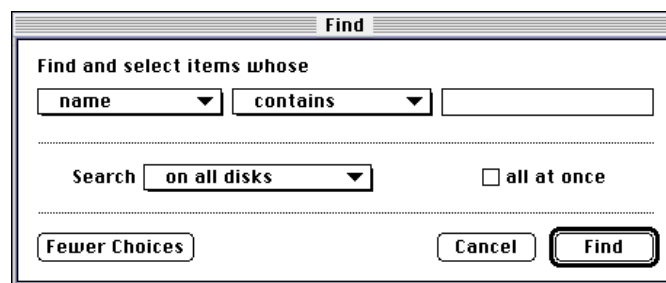 Find
Find and select items whose
name contains
Search on all disks all at once
Fewer Choices Cancel Find